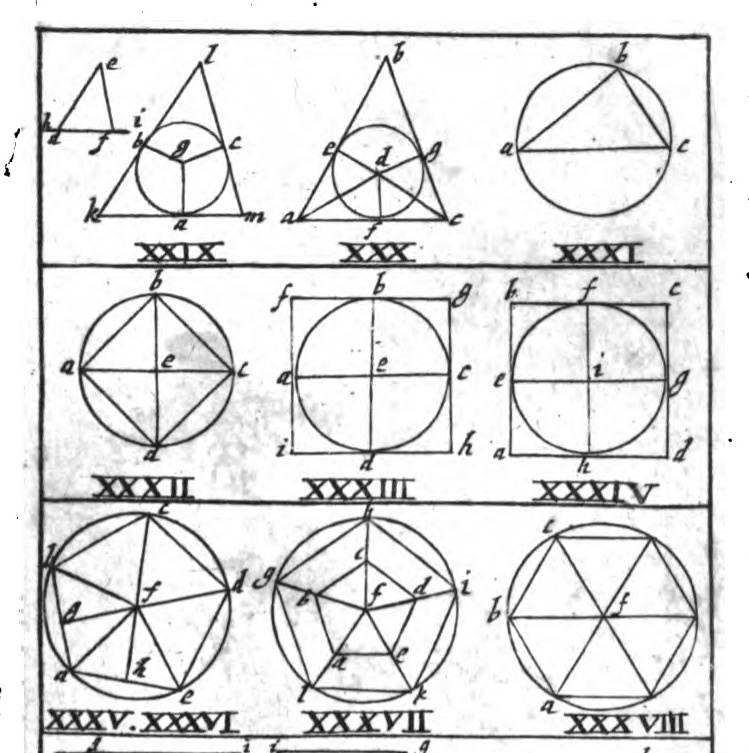 e l b b
h d f i b g c e d g a c
k a m a f c
XXIX XXX XXXI
b f b g b f c
a e c a e c e i g
d i d h a h d
XXXII XXXIII XXXIV
c h c
b f d g b c d f i b f
g a h e a e l k a
XXXV. XXXVI XXXVII XXXVIII
i i g